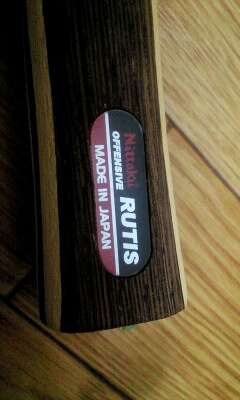 Nittaku
RUTIS
OFFENSIVE
MADE IN JAPAN